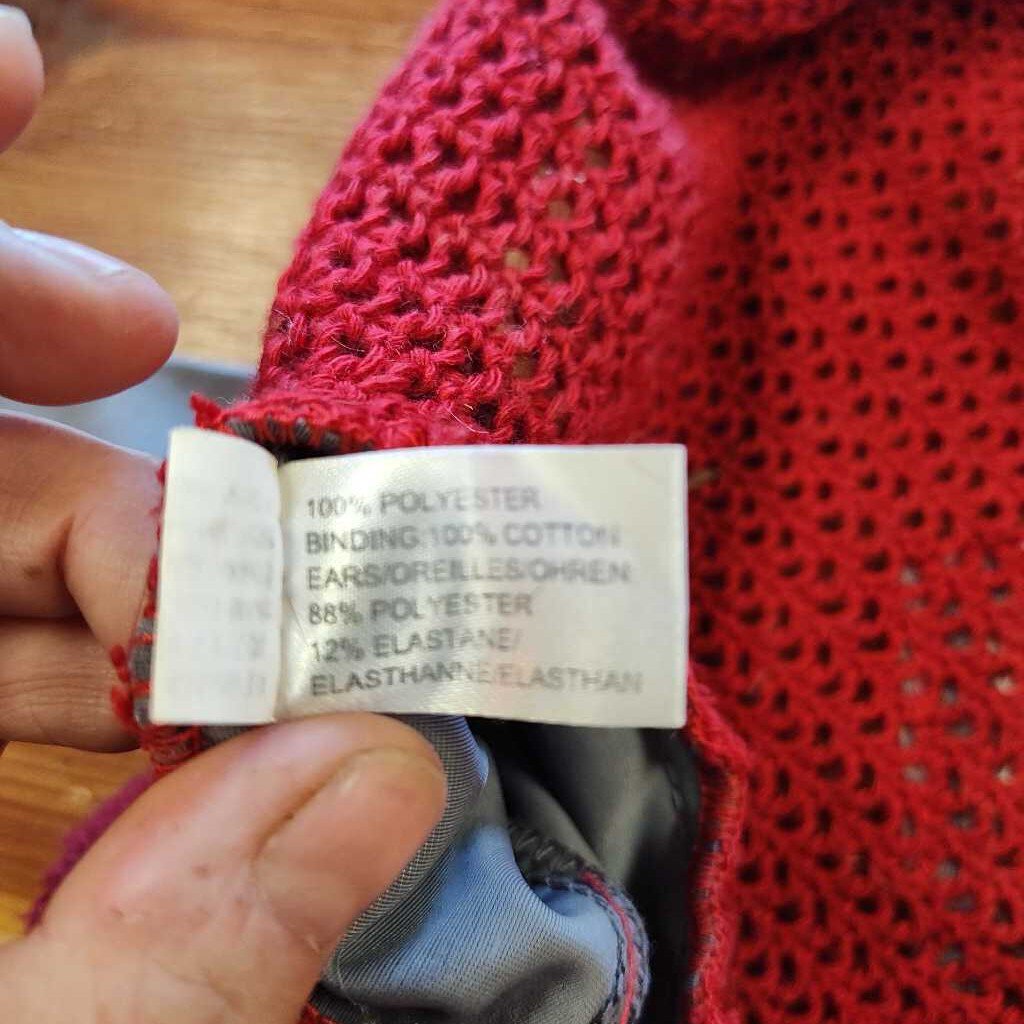 100% POLYESTER
BINDING:100% COTTON
EARS/OREILLES/OHREN:
88% POLYESTER
12% ELASTANE/
ELASTHANNE/ELASTHAN